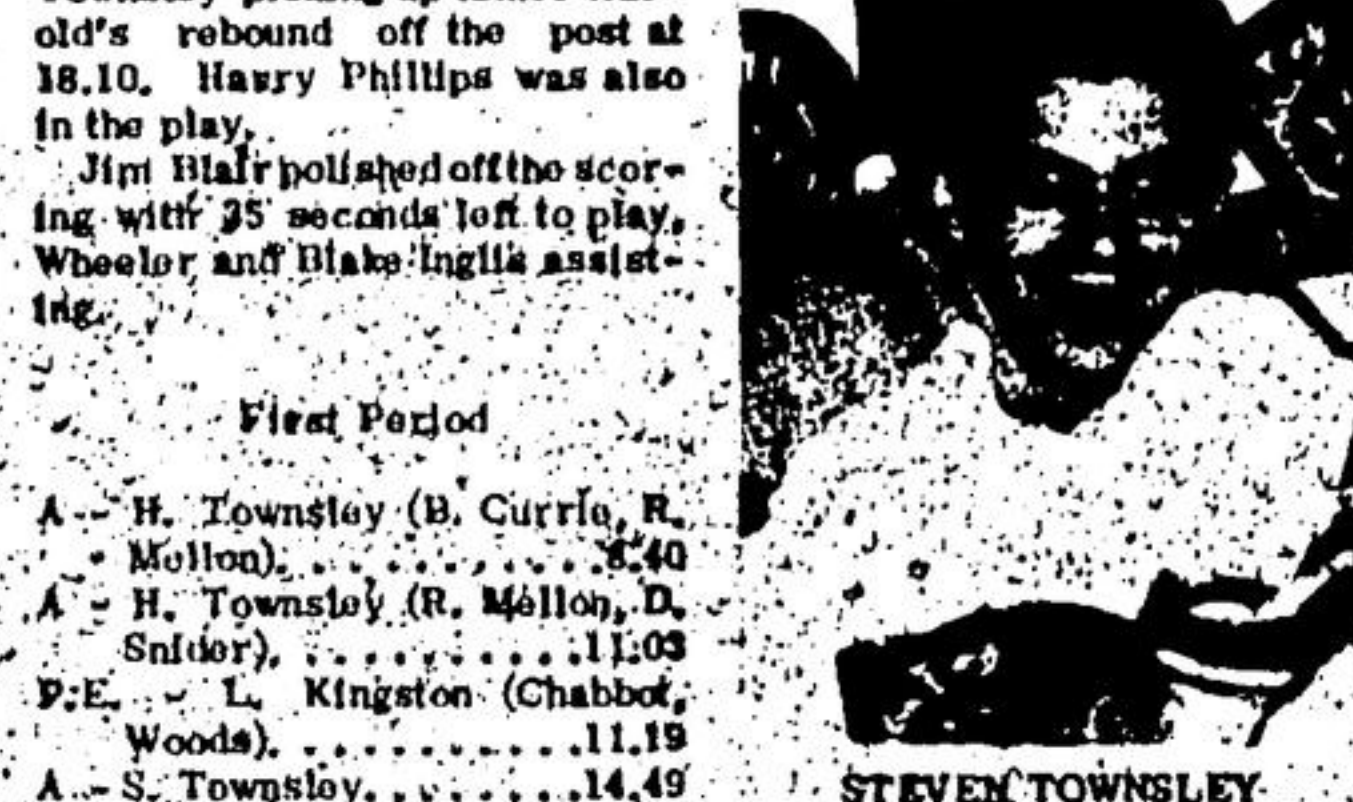 old's rebound off the post at
18.10. Harry Phillips was also
in the play.
Jim Blair polished off the scor-
ing with 35 seconds left to play,
Wheeler and Blake Inglis assist-
ing.
First Period
A - H. Townsley (B. Currie, R.
Mellon). . . . . . . . . . . .40
A - H. Townsley (R. Mellon, D.
Snider). . . . . . . . . . .11:03
P.E. - L. Kingston (Chabbot,
Woods). . . . . . . . . . .11.19
A - S. Townsley. . . . . . . .14.49
STEVEN TOWNSLEY